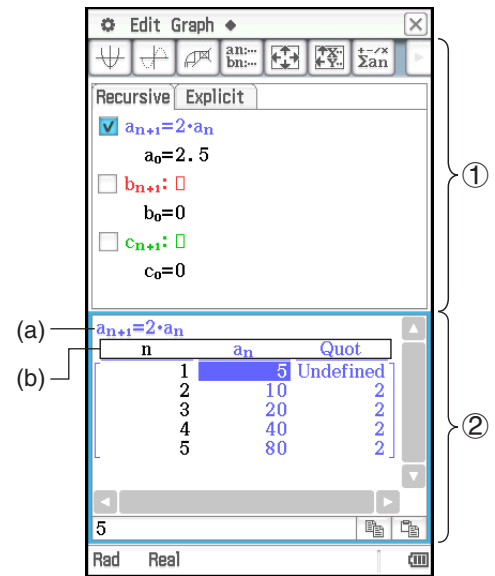 Edit Graph
an:··· bn:··· X:·· Y:·· +−/× Σan
Recursive Explicit
①
aₙ₊₁=2·aₙ
a₀=2.5
bₙ₊₁: □
b₀=0
cₙ₊₁: □
c₀=0
(a) aₙ₊₁=2·aₙ
(b) n aₙ Quot
1 5 Undefined
2 10 2
3 20 2
②
4 40 2
5 80 2
5
Rad Real